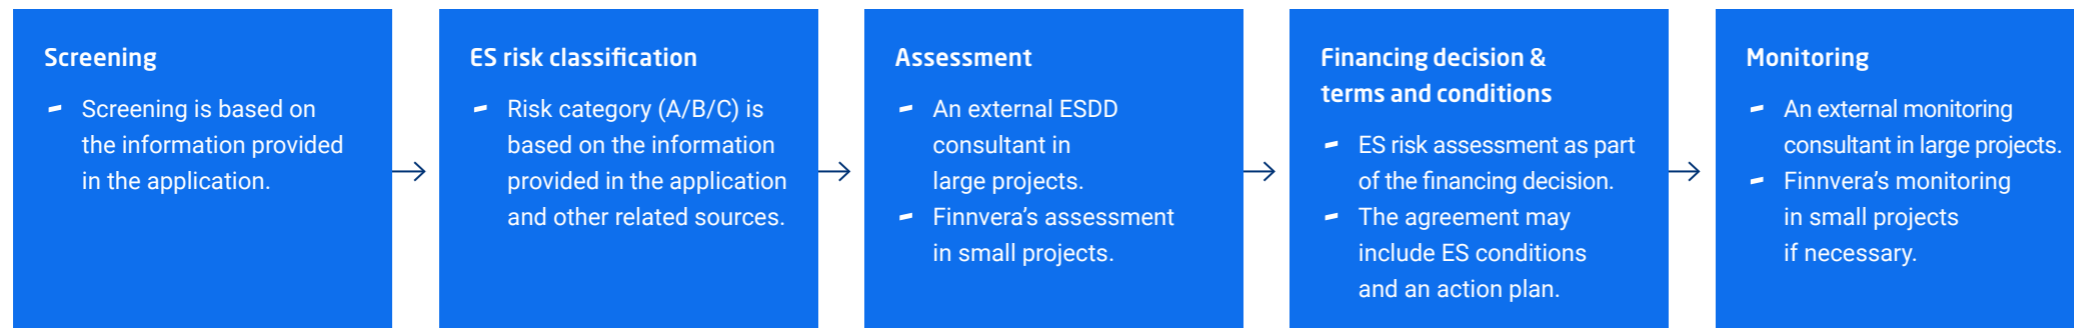 Screening
- Screening is based on
the information provided
in the application.
ES risk classification
- Risk category (A/B/C) is
based on the information
provided in the application
and other related sources.
Assessment
- An external ESDD
consultant in
large projects.
- Finnvera’s assessment
in small projects.
Financing decision &
terms and conditions
- ES risk assessment as part
of the financing decision.
- The agreement may
include ES conditions
and an action plan.
Monitoring
- An external monitoring
consultant in large projects.
- Finnvera’s monitoring
in small projects
if necessary.